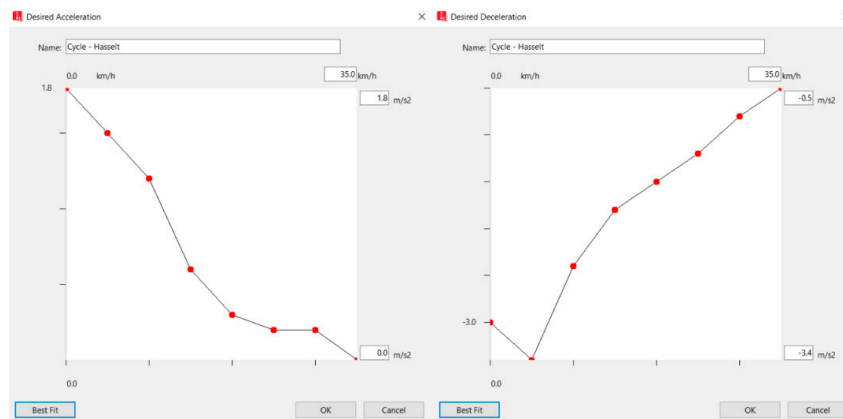 Desired Acceleration
Name: Cycle - Hasselt
0.0 km/h 35.0 km/h
1.8
1.8 m/s2
0.0 m/s2
0.0
Best Fit OK Cancel
Desired Deceleration
Name: Cycle - Hasselt
0.0 km/h 35.0 km/h
-0.5 m/s2
-3.0
-3.4 m/s2
0.0
Best Fit OK Cancel